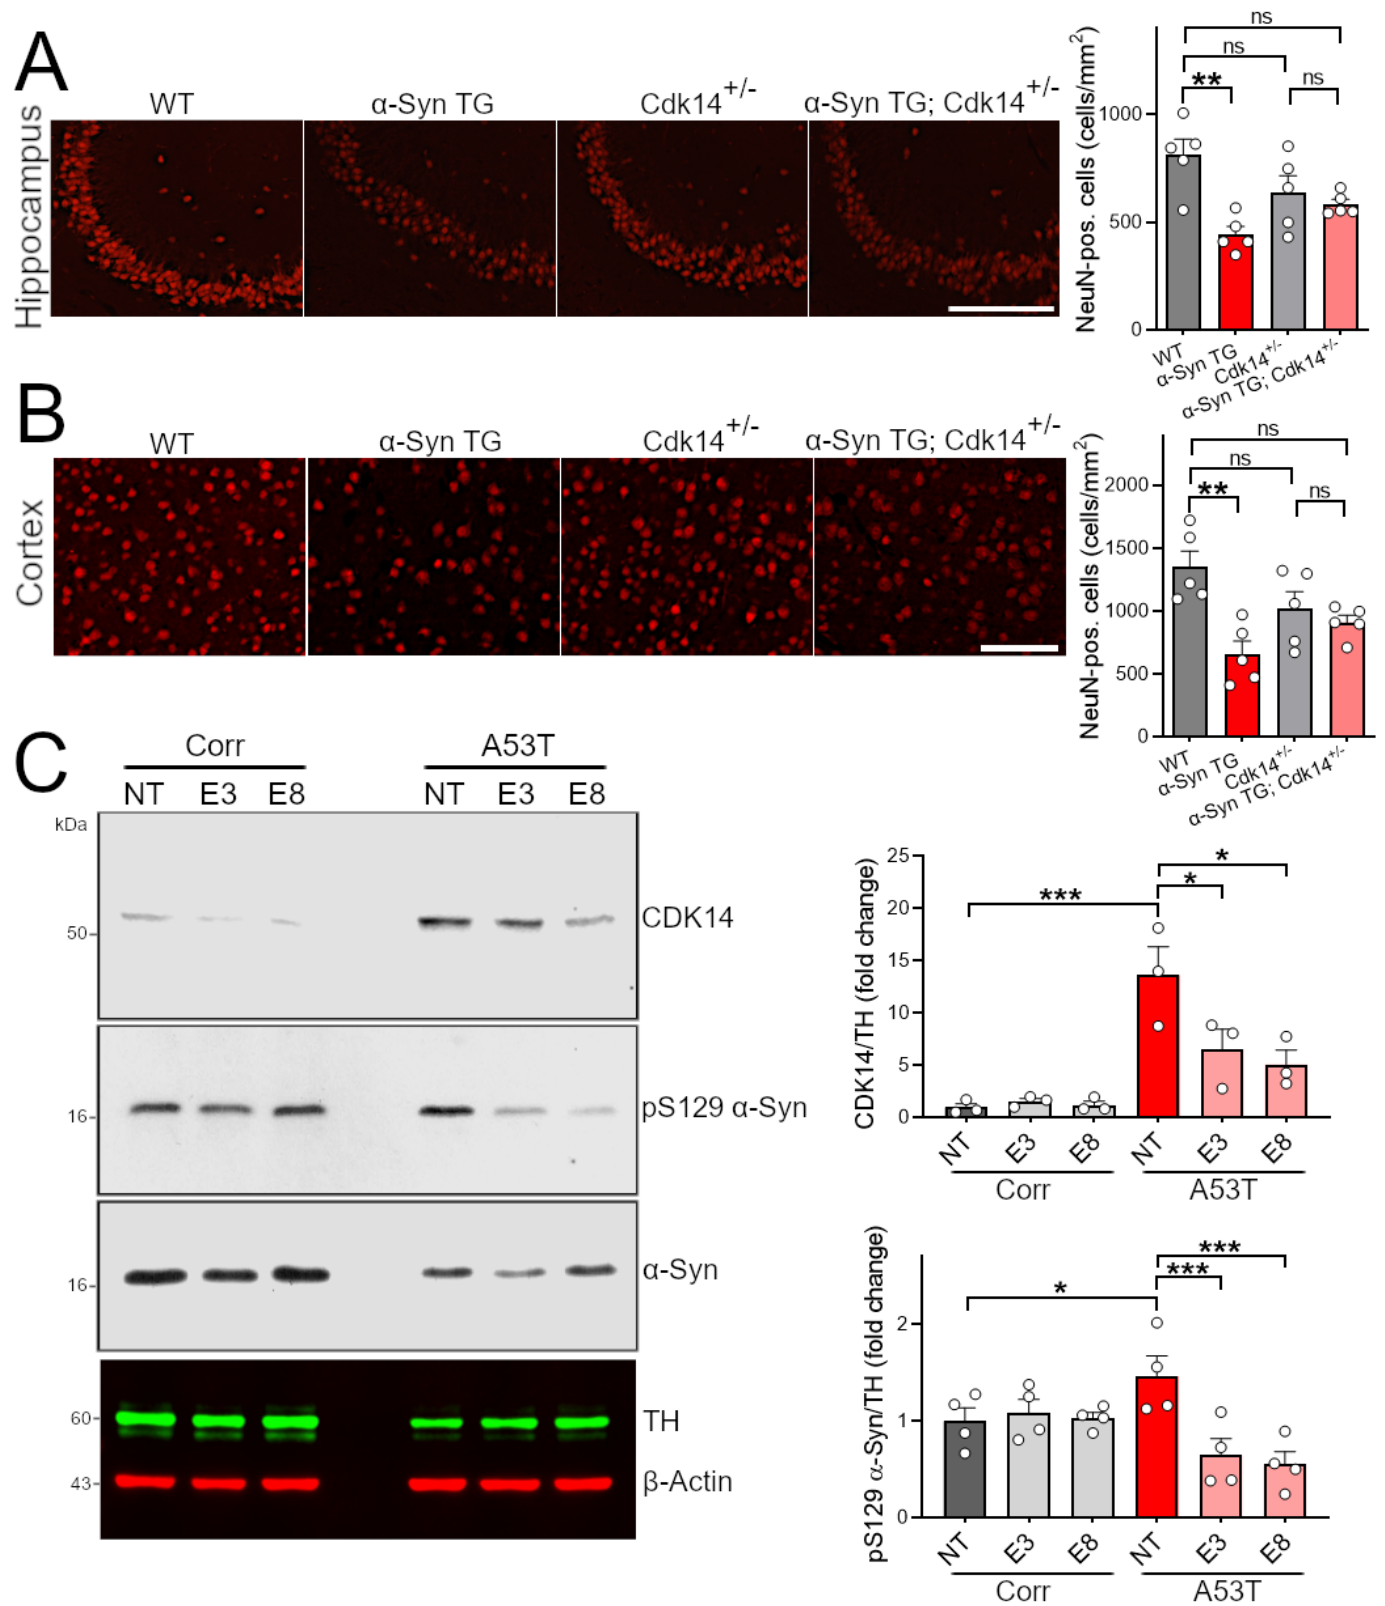 A
Hippocampus
WT
α-Syn TG
Cdk14+/-
α-Syn TG; Cdk14+/-
NeuN-pos. cells (cells/mm2)
1000
500
0
ns
ns
**
ns
WT
α-Syn TG
Cdk14+/-
α-Syn TG; Cdk14+/-
B
Cortex
WT
α-Syn TG
Cdk14+/-
α-Syn TG; Cdk14+/-
NeuN-pos. cells (cells/mm2)
2000
1500
1000
500
0
ns
ns
**
ns
WT
α-Syn TG
Cdk14+/-
α-Syn TG; Cdk14+/-
C
Corr A53T
NT E3 E8 NT E3 E8
kDa
50
CDK14
16
pS129 α-Syn
16
α-Syn
60
TH
43
β-Actin
CDK14/TH (fold change)
25
20
15
10
5
0
*
*
***
NT E3 E8 NT E3 E8
Corr A53T
pS129 α-Syn/TH (fold change)
2
1
0
***
***
*
NT E3 E8 NT E3 E8
Corr A53T